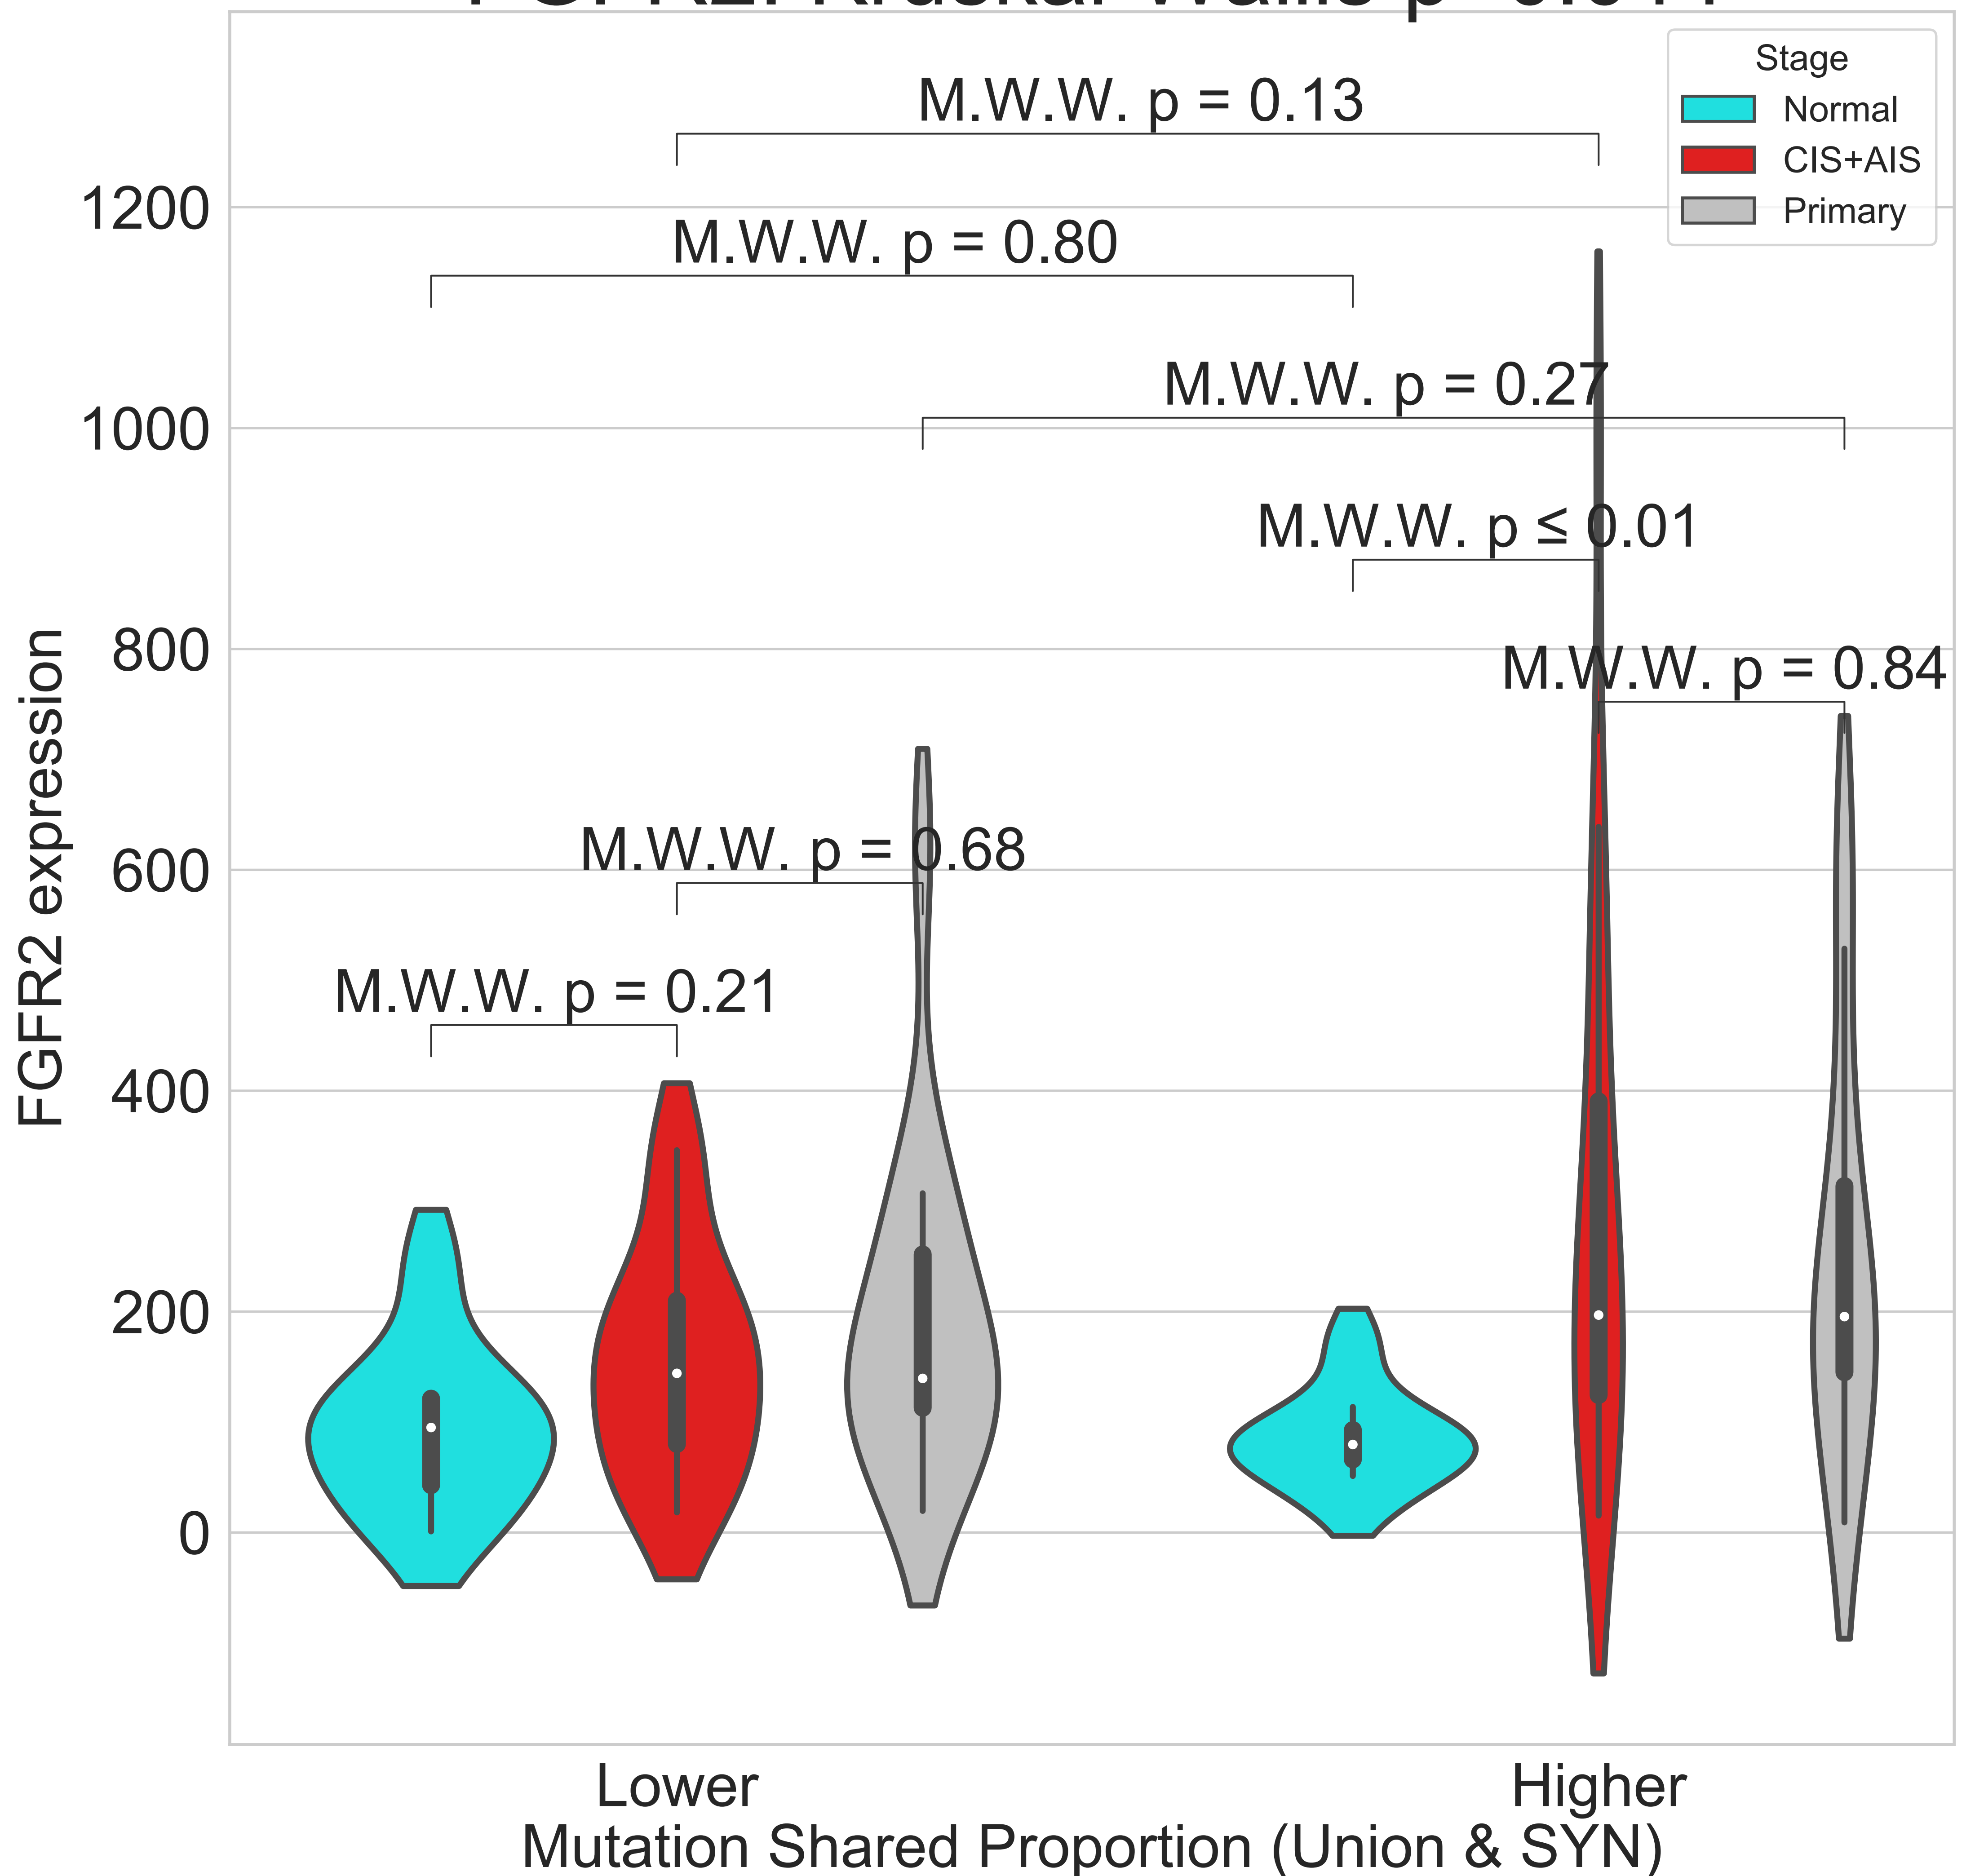 Stage
Normal
CIS+AIS
Primary
M.W.W. p = 0.13
M.W.W. p = 0.80
M.W.W. p = 0.27
M.W.W. p ≤ 0.01
M.W.W. p = 0.84
M.W.W. p = 0.68
M.W.W. p = 0.21
1200
1000
800
600
400
200
0
FGFR2 expression
Lower
Higher
Mutation Shared Proportion (Union & SYN)